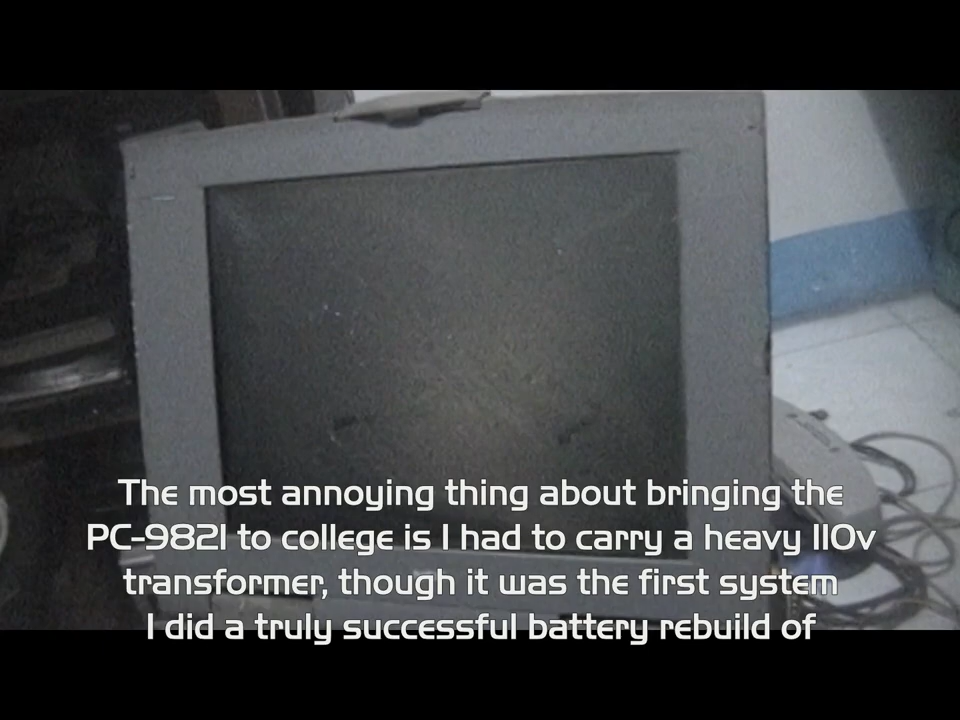 The most annoying thing about bringing the
PC-9821 to college is I had to carry a heavy 110v
transformer, though it was the first system
I did a truly successful battery rebuild of